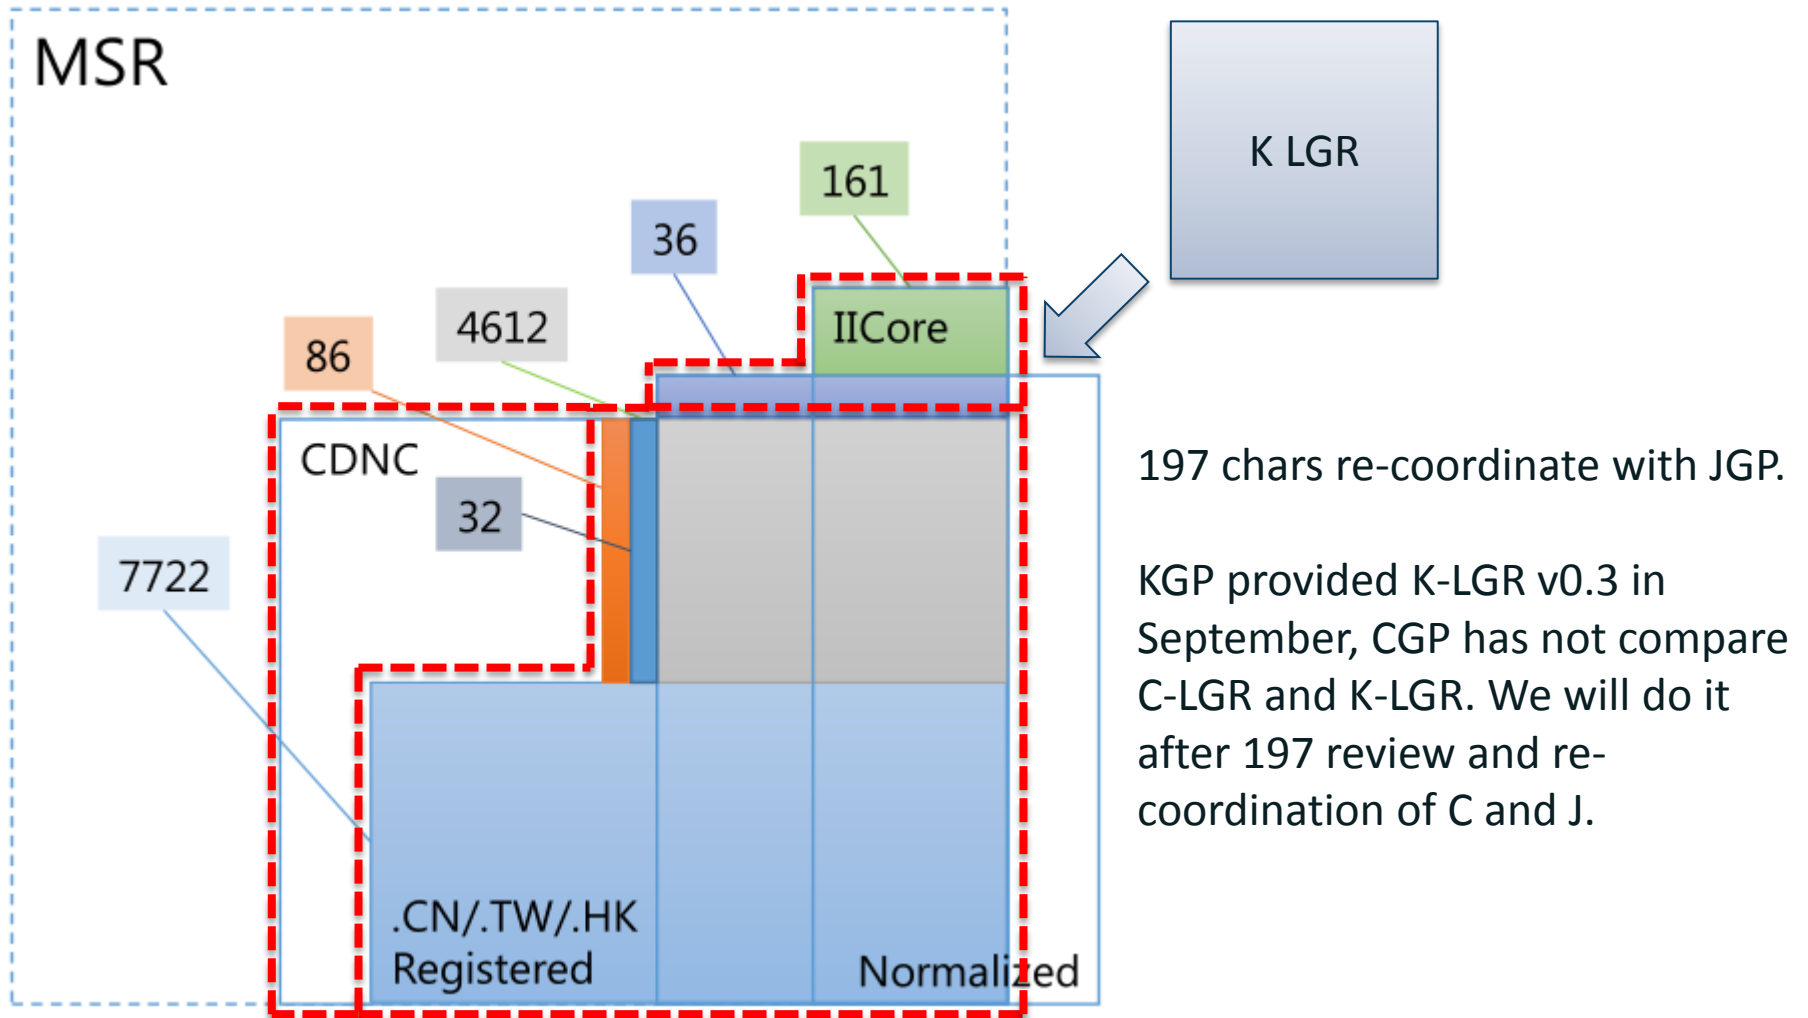 MSR
K LGR
161
36
4612
86
IICore
CDNC
32
7722
.CN/.TW/.HK
Registered
Normalized
197 chars re-coordinate with JGP.
KGP provided K-LGR v0.3 in
September, CGP has not compare
C-LGR and K-LGR. We will do it
after 197 review and re-
coordination of C and J.